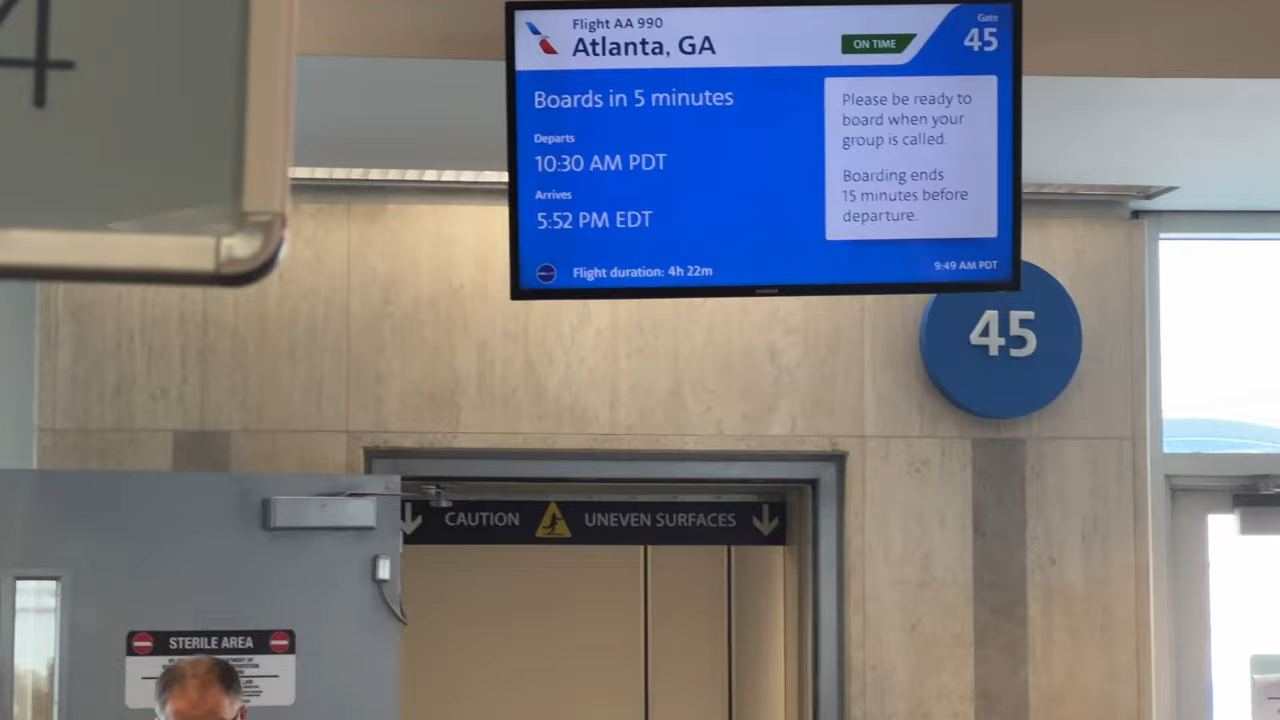 4
Flight AA 990
Atlanta, GA
ON TIME
Gate
45
Boards in 5 minutes
Departs
10:30 AM PDT
Arrives
5:52 PM EDT
Flight duration: 4h 22m
Please be ready to
board when your
group is called.
Boarding ends
15 minutes before
departure.
9:49 AM PDT
45
CAUTION UNEVEN SURFACES
STERILE AREA